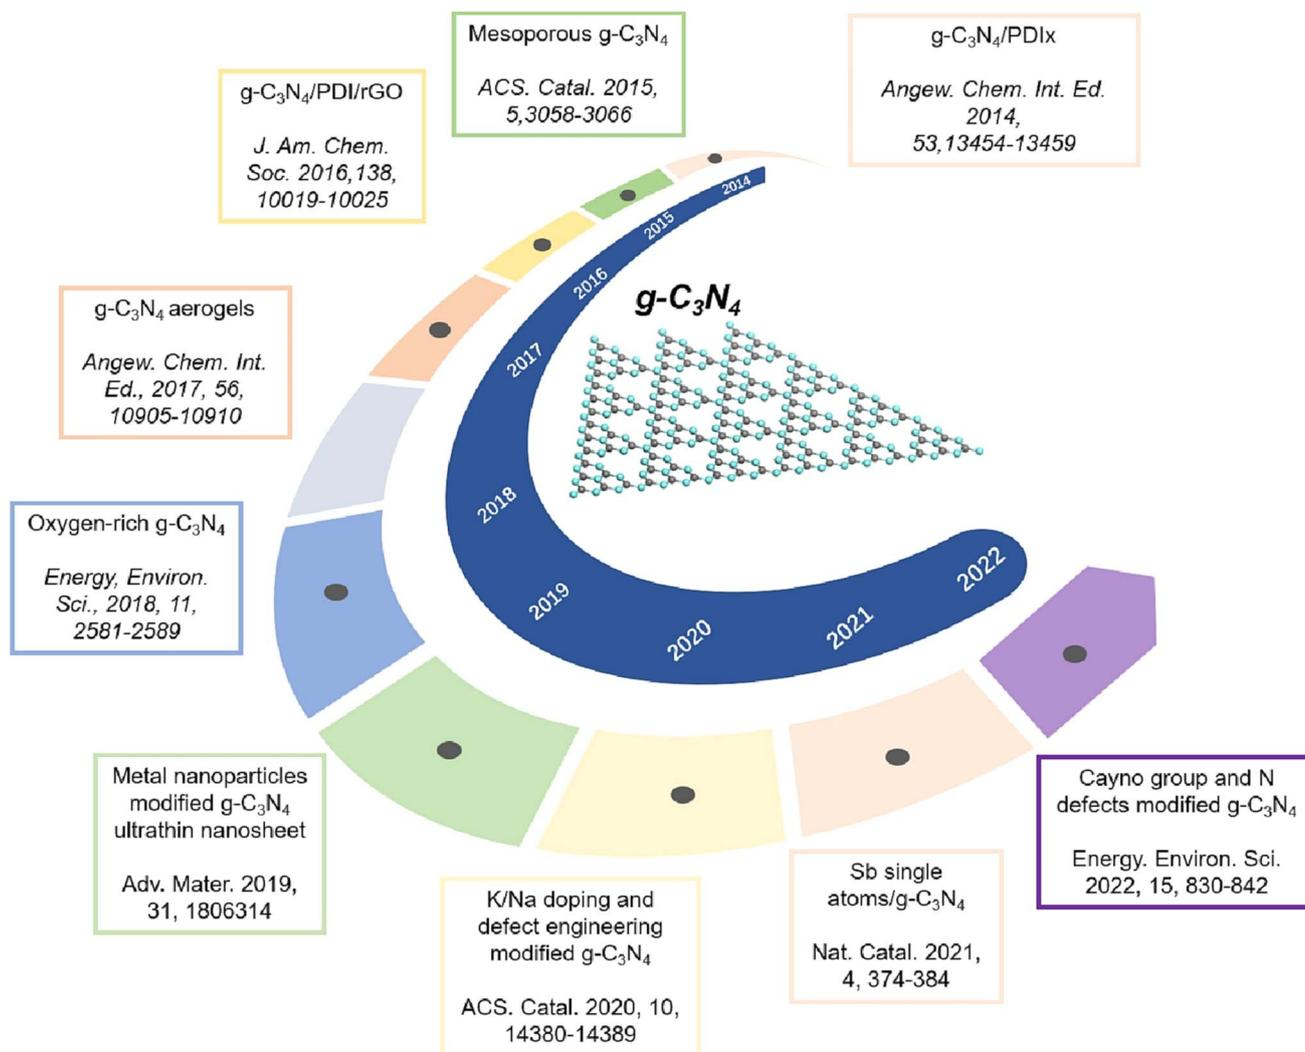 Mesoporous g-C₃N₄
ACS. Catal. 2015,
5,3058-3066
g-C₃N₄/PDIx
Angew. Chem. Int. Ed.
2014,
53,13454-13459
g-C₃N₄/PDI/rGO
J. Am. Chem.
Soc. 2016,138,
10019-10025
2014
2015
2016
2017
2018
2019
2020
2021
2022
g-C₃N₄
g-C₃N₄ aerogels
Angew. Chem. Int.
Ed., 2017, 56,
10905-10910
Oxygen-rich g-C₃N₄
Energy, Environ.
Sci., 2018, 11,
2581-2589
Metal nanoparticles
modified g-C₃N₄
ultrathin nanosheet
Adv. Mater. 2019,
31, 1806314
K/Na doping and
defect engineering
modified g-C₃N₄
ACS. Catal. 2020, 10,
14380-14389
Sb single
atoms/g-C₃N₄
Nat. Catal. 2021,
4, 374-384
Cayno group and N
defects modified g-C₃N₄
Energy. Environ. Sci.
2022, 15, 830-842